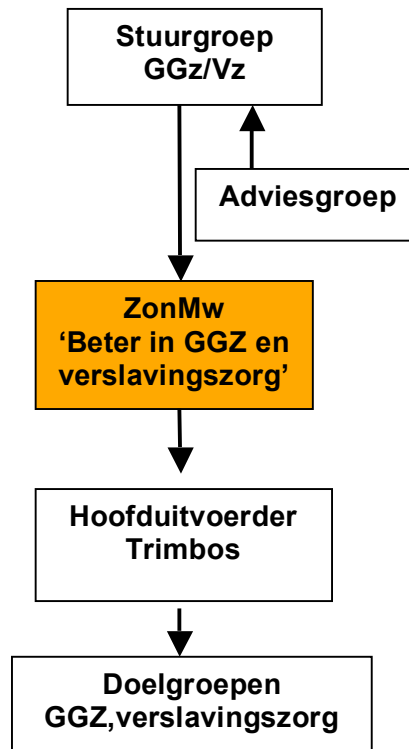 Stuurgroep
GGz/Vz
Adviesgroep
ZonMw
‘Beter in GGZ en
verslavingszorg’
Hoofduitvoerder
Trimbos
Doelgroepen
GGZ,verslavingszorg